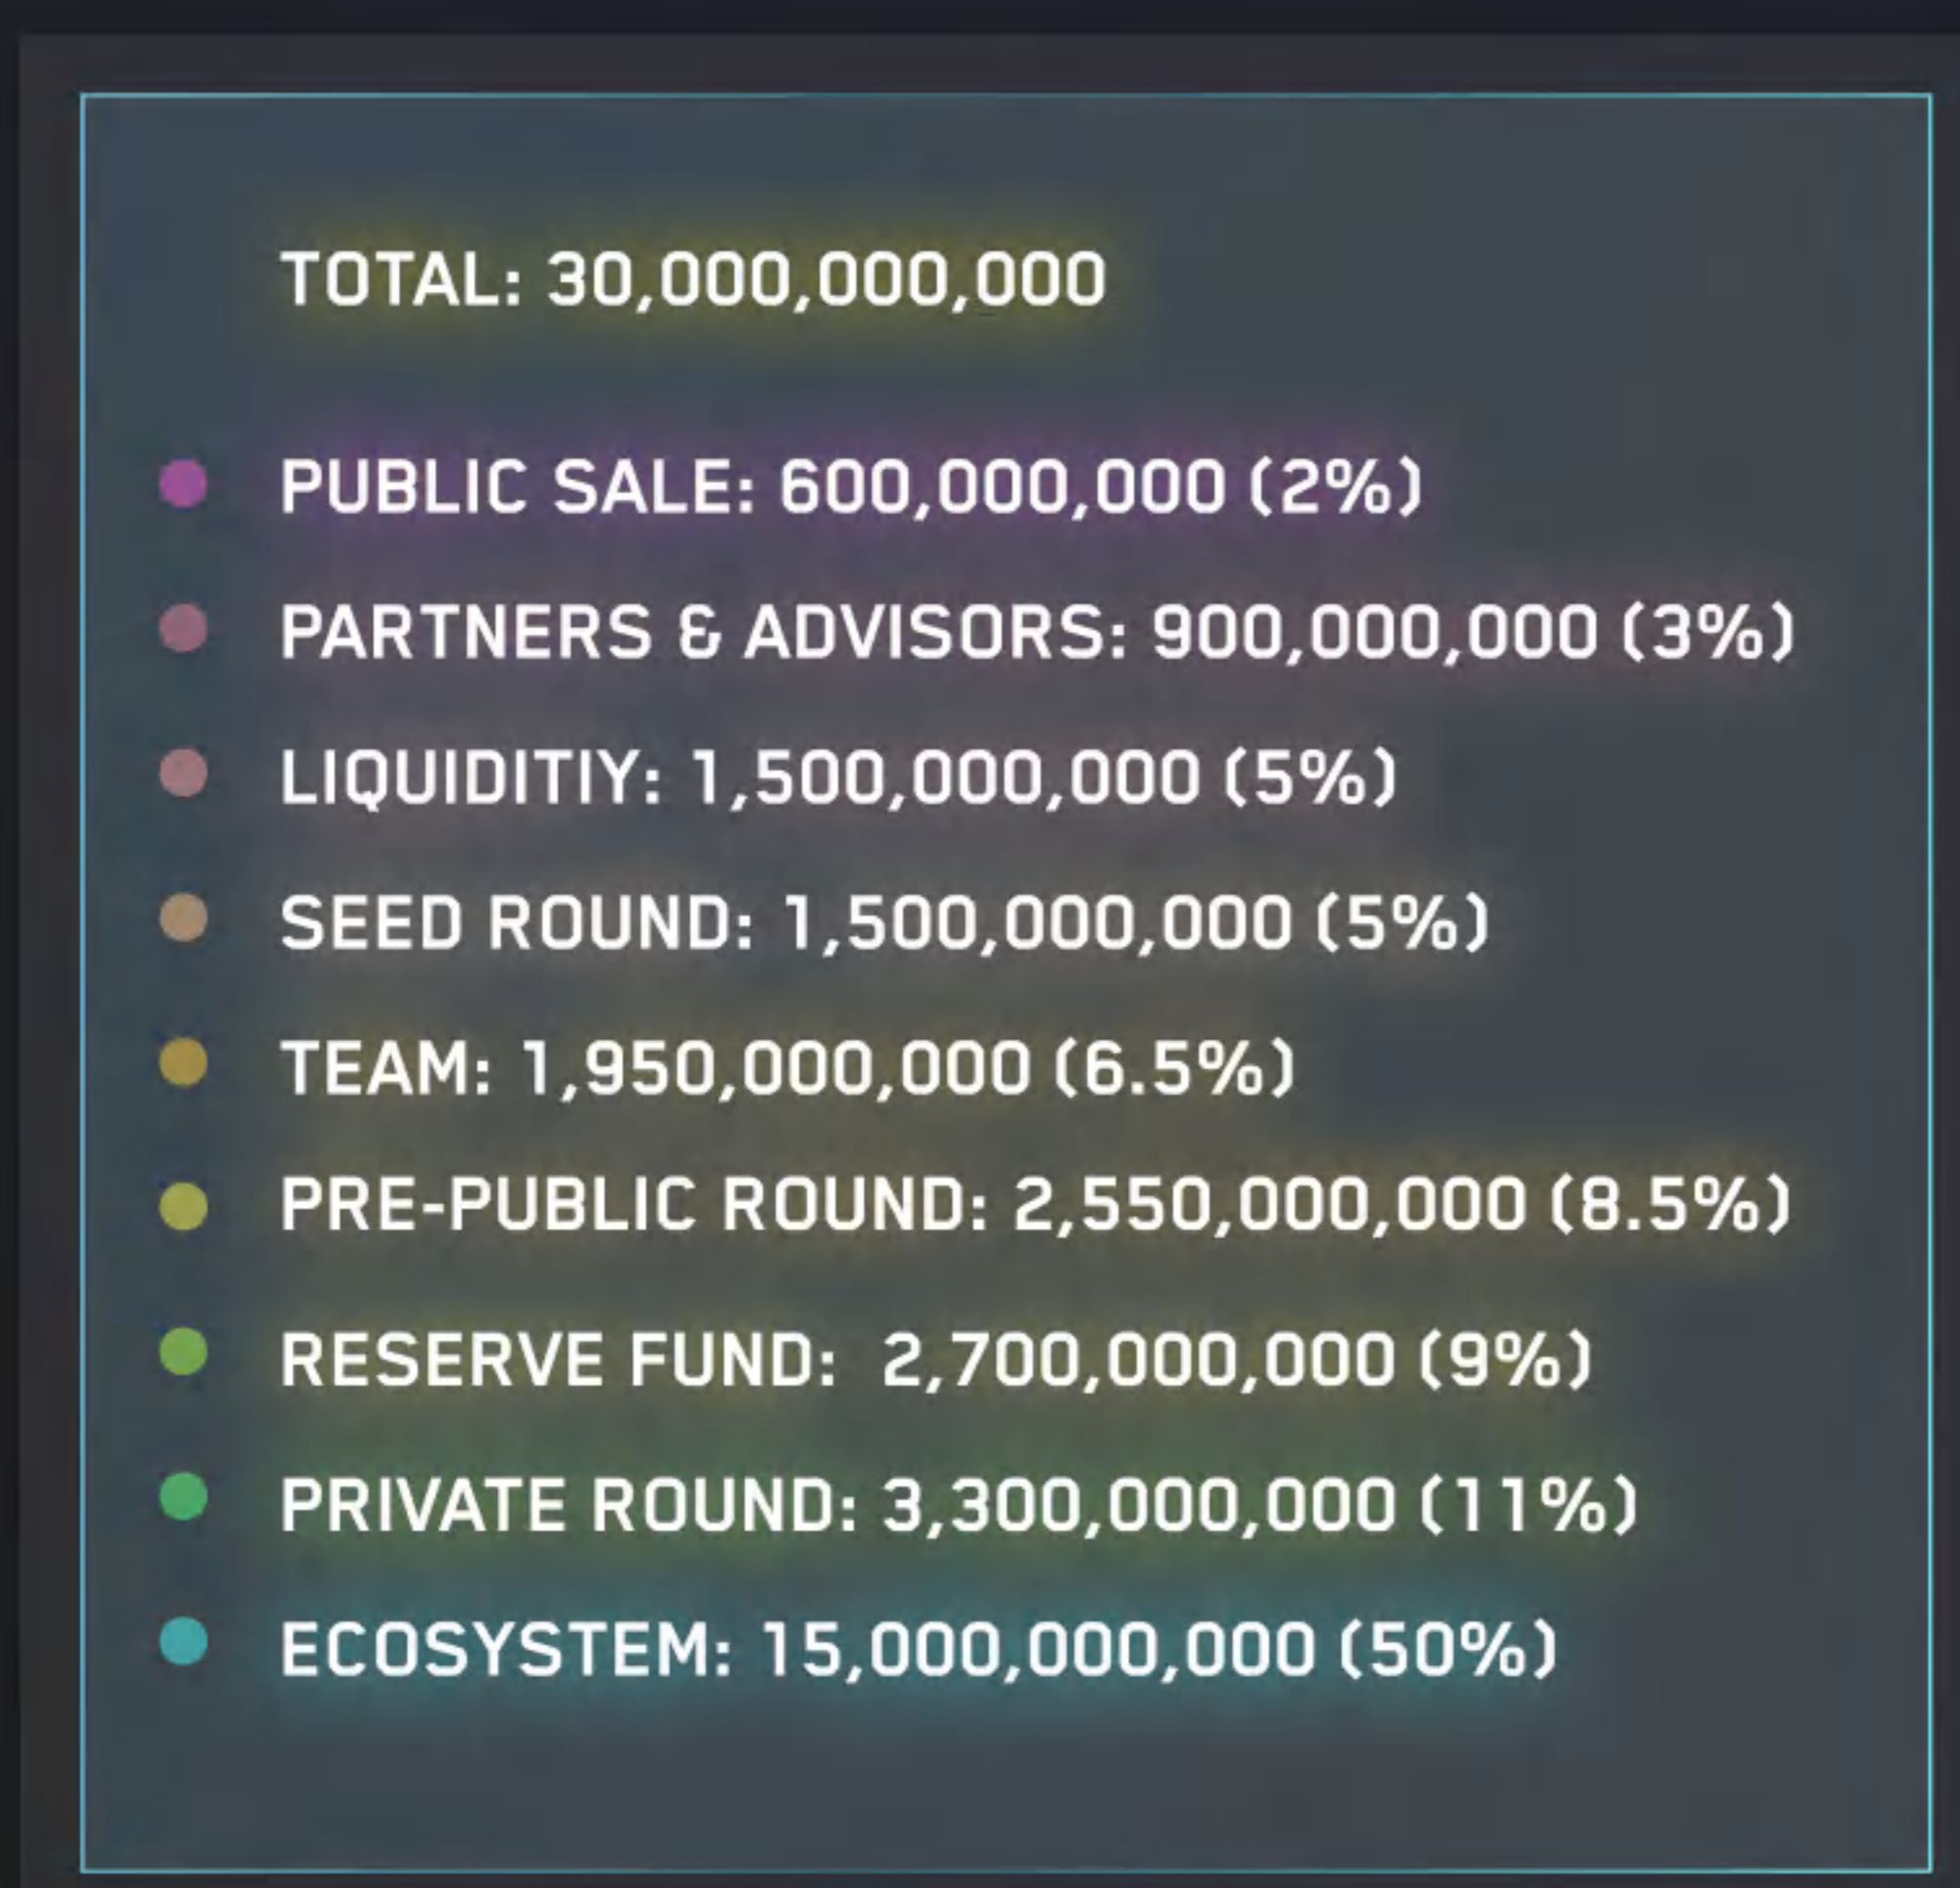 TOTAL: 30,000,000,000
PUBLIC SALE: 600,000,000 (2%)
PARTNERS & ADVISORS: 900,000,000 (3%)
LIQUIDITIY: 1,500,000,000 (5%)
SEED ROUND: 1,500,000,000 (5%)
TEAM: 1,950,000,000 (6.5%)
PRE-PUBLIC ROUND: 2,550,000,000 (8.5%)
RESERVE FUND: 2,700,000,000 (9%)
PRIVATE ROUND: 3,300,000,000 (11%)
ECOSYSTEM: 15,000,000,000 (50%)